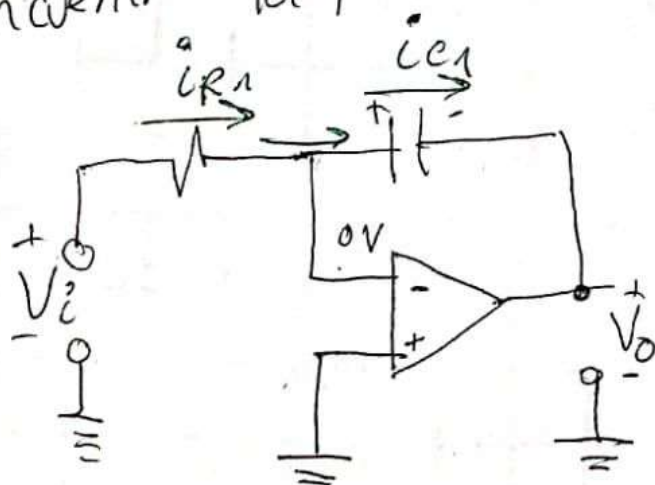 iR1
ic1
+ -
0V
+
Vi
-
-
+
+
Vo
-